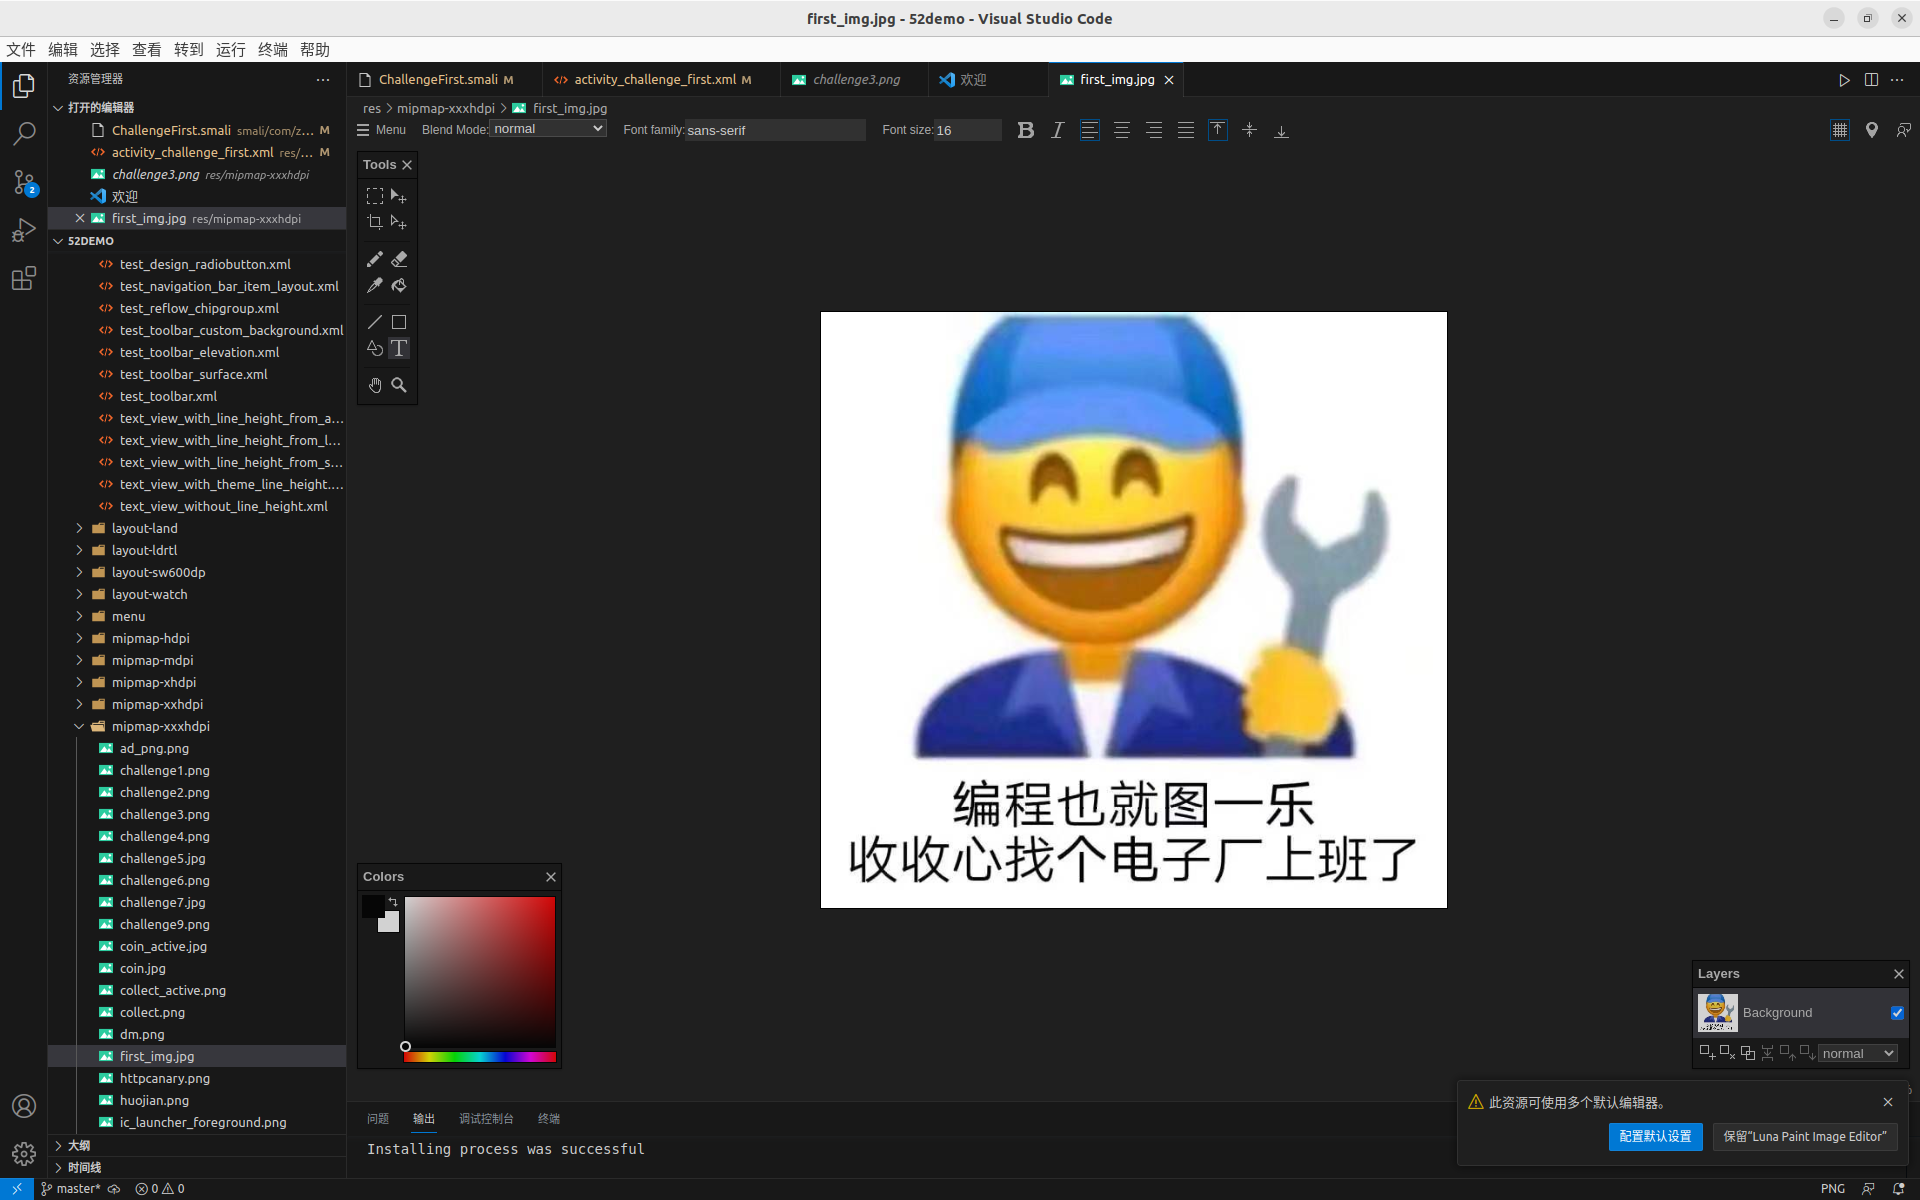 first_img.jpg - 52demo - Visual Studio Code
文件 编辑 选择 查看 转到 运行 终端 帮助
资源管理器
ChallengeFirst.smali M
activity_challenge_first.xml M
challenge3.png
欢迎
first_img.jpg
打开的编辑器
res > mipmap-xxxhdpi > first_img.jpg
ChallengeFirst.smali smali/com/z... M
Menu Blend Mode: normal Font family: sans-serif Font size: 16
activity_challenge_first.xml res/... M
challenge3.png res/mipmap-xxxhdpi
欢迎
first_img.jpg res/mipmap-xxxhdpi
52DEMO
test_design_radiobutton.xml
test_navigation_bar_item_layout.xml
test_reflow_chipgroup.xml
test_toolbar_custom_background.xml
test_toolbar_elevation.xml
test_toolbar_surface.xml
test_toolbar.xml
text_view_with_line_height_from_a...
text_view_with_line_height_from_l...
text_view_with_line_height_from_s...
text_view_with_theme_line_height....
text_view_without_line_height.xml
layout-land
layout-ldrtl
layout-sw600dp
layout-watch
menu
mipmap-hdpi
mipmap-mdpi
mipmap-xhdpi
mipmap-xxhdpi
mipmap-xxxhdpi
ad_png.png
challenge1.png
challenge2.png
challenge3.png
challenge4.png
challenge5.jpg
challenge6.png
challenge7.jpg
challenge9.png
coin_active.jpg
coin.jpg
collect_active.png
collect.png
dm.png
first_img.jpg
httpcanary.png
huojian.png
ic_launcher_foreground.png
大纲
时间线
Tools
编程也就图一乐
收收心找个电子厂上班了
Colors
Layers
Background
normal
问题 输出 调试控制台 终端
Installing process was successful
此资源可使用多个默认编辑器。
配置默认设置 保留“Luna Paint Image Editor”
2
master* 0 0
PNG